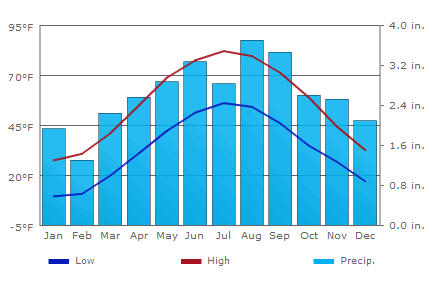 95°F 4.0 in.
3.2 in.
70°F
2.4 in.
45°F
1.6 in.
20°F
0.8 in.
-5°F 0.0 in.
Jan Feb Mar Apr May Jun Jul Aug Sep Oct Nov Dec
Low High Precip.